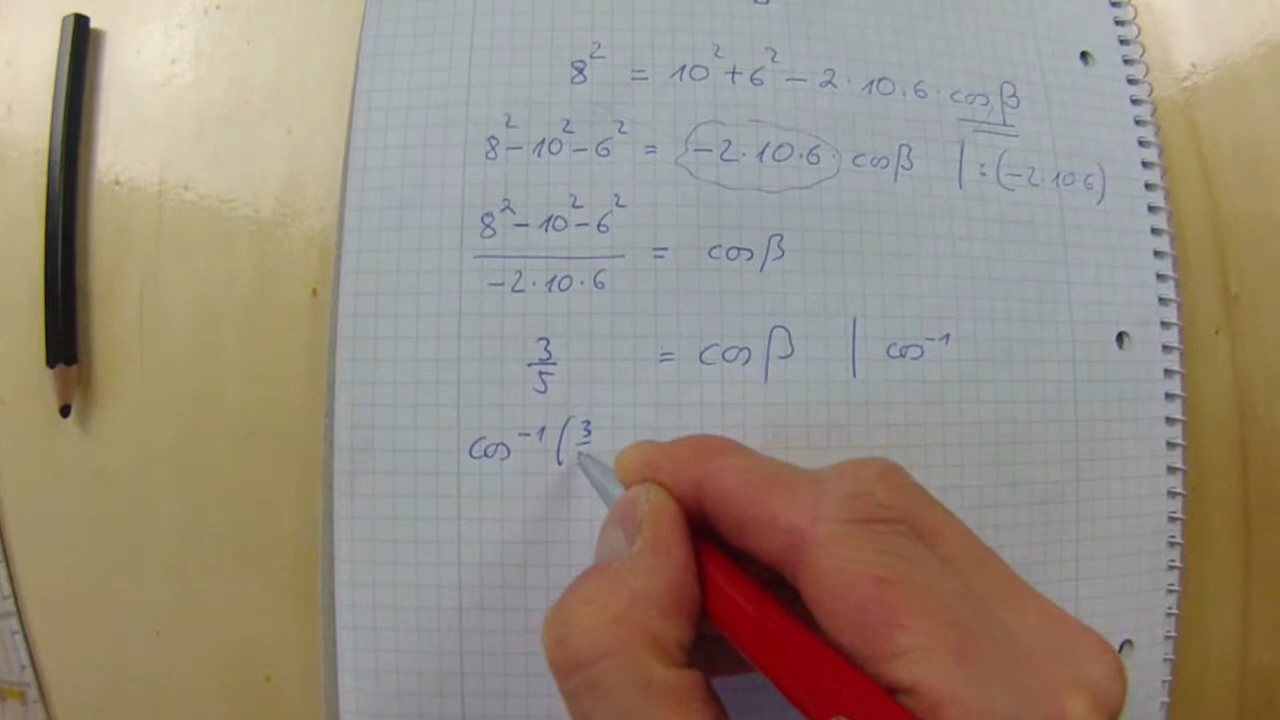 8² = 10² + 6² − 2 · 10 · 6 · cos β
8² − 10² − 6² = −2 · 10 · 6 · cos β | : (−2 · 10 6)
8² − 10² − 6² / −2 · 10 · 6 = cos β
3/5 = cos β | cos⁻¹
cos⁻¹ (3